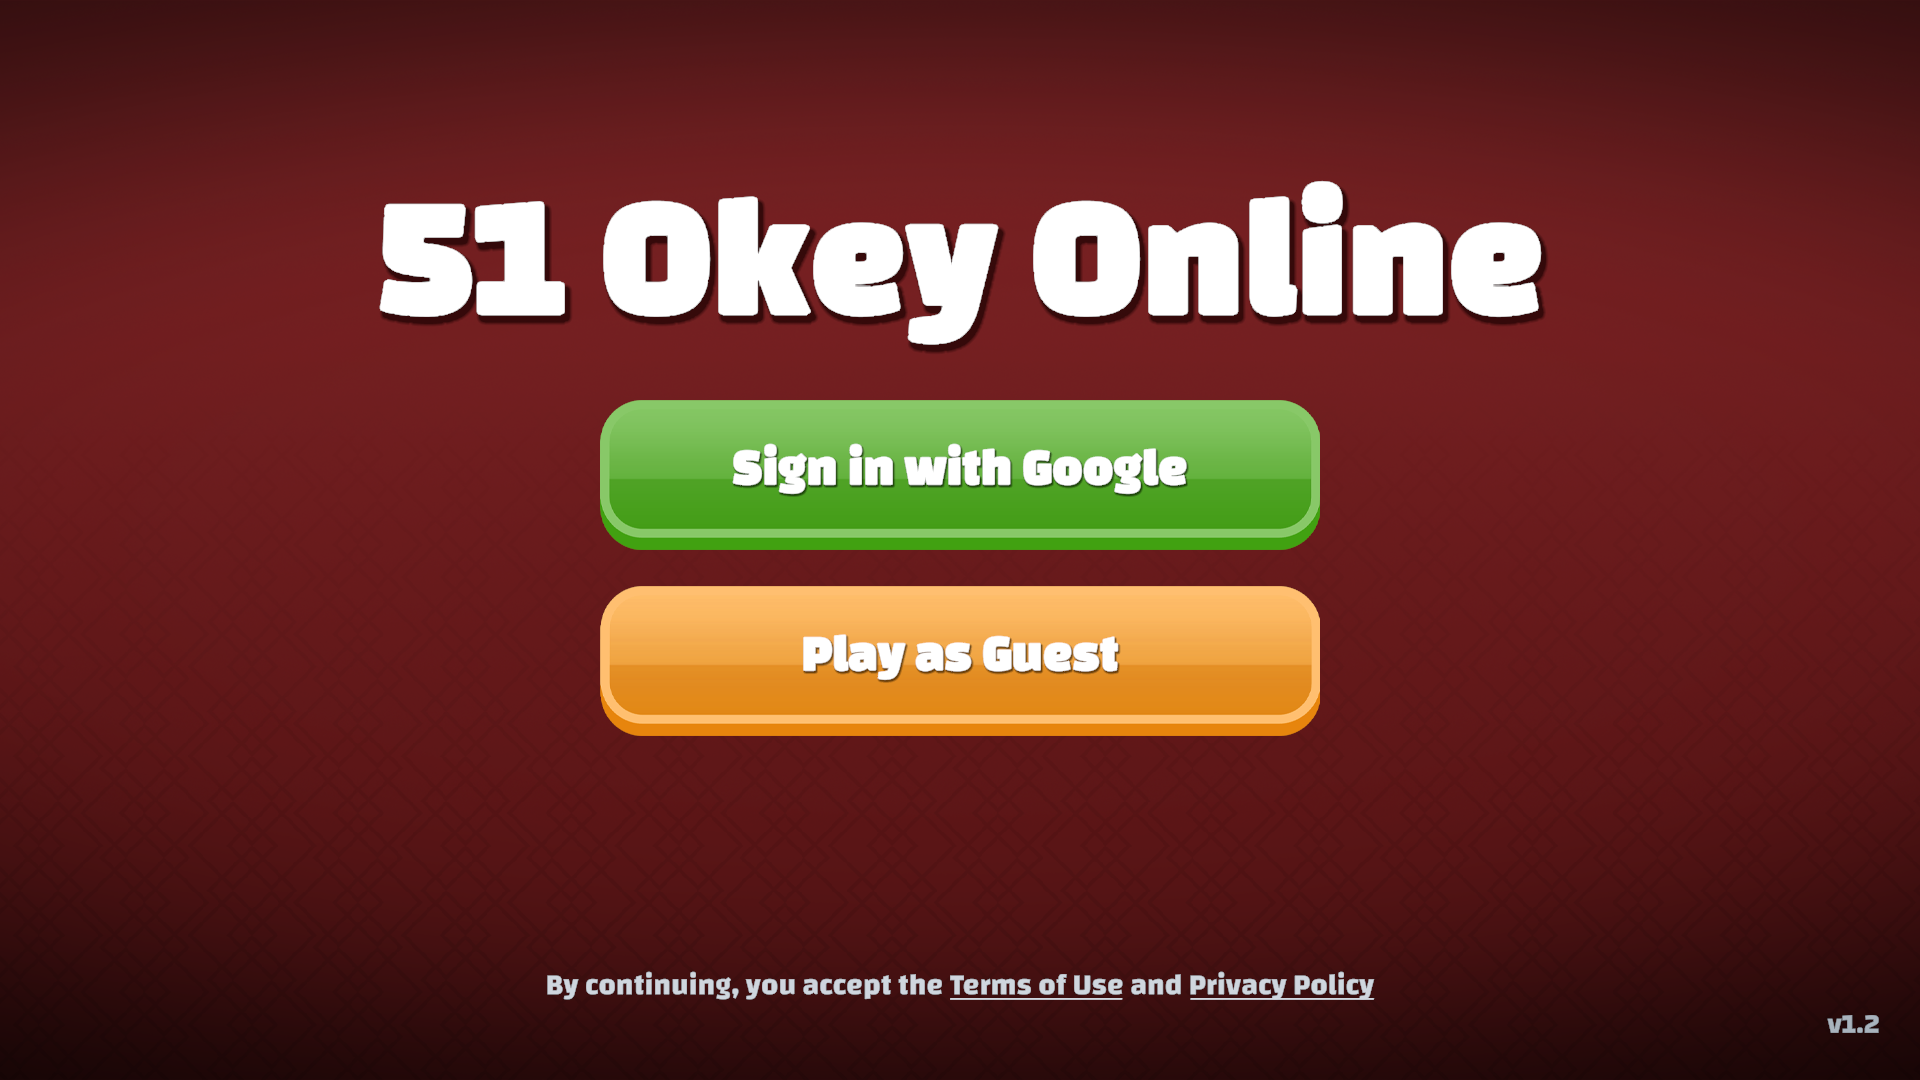 51 Okey Online
Sign in with Google
Play as Guest
By continuing, you accept the Terms of Use and Privacy Policy
v1.2